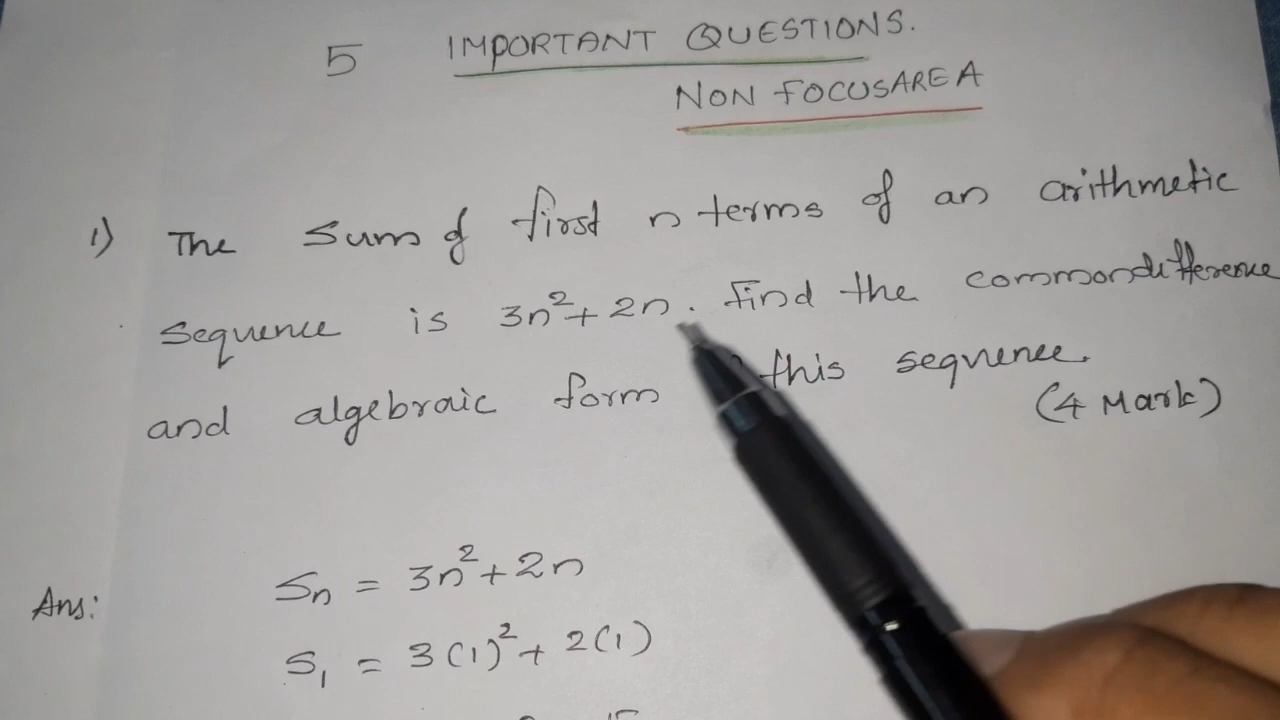 5 IMPORTANT QUESTIONS.
NON FOCUSAREA
1) The Sum of first n terms of an arithmetic
sequence is 3n²+2n. Find the commondifference
and algebraic form this sequence.
(4 Mark)
Ans: Sn = 3n²+2n
S₁ = 3(1)²+2(1)